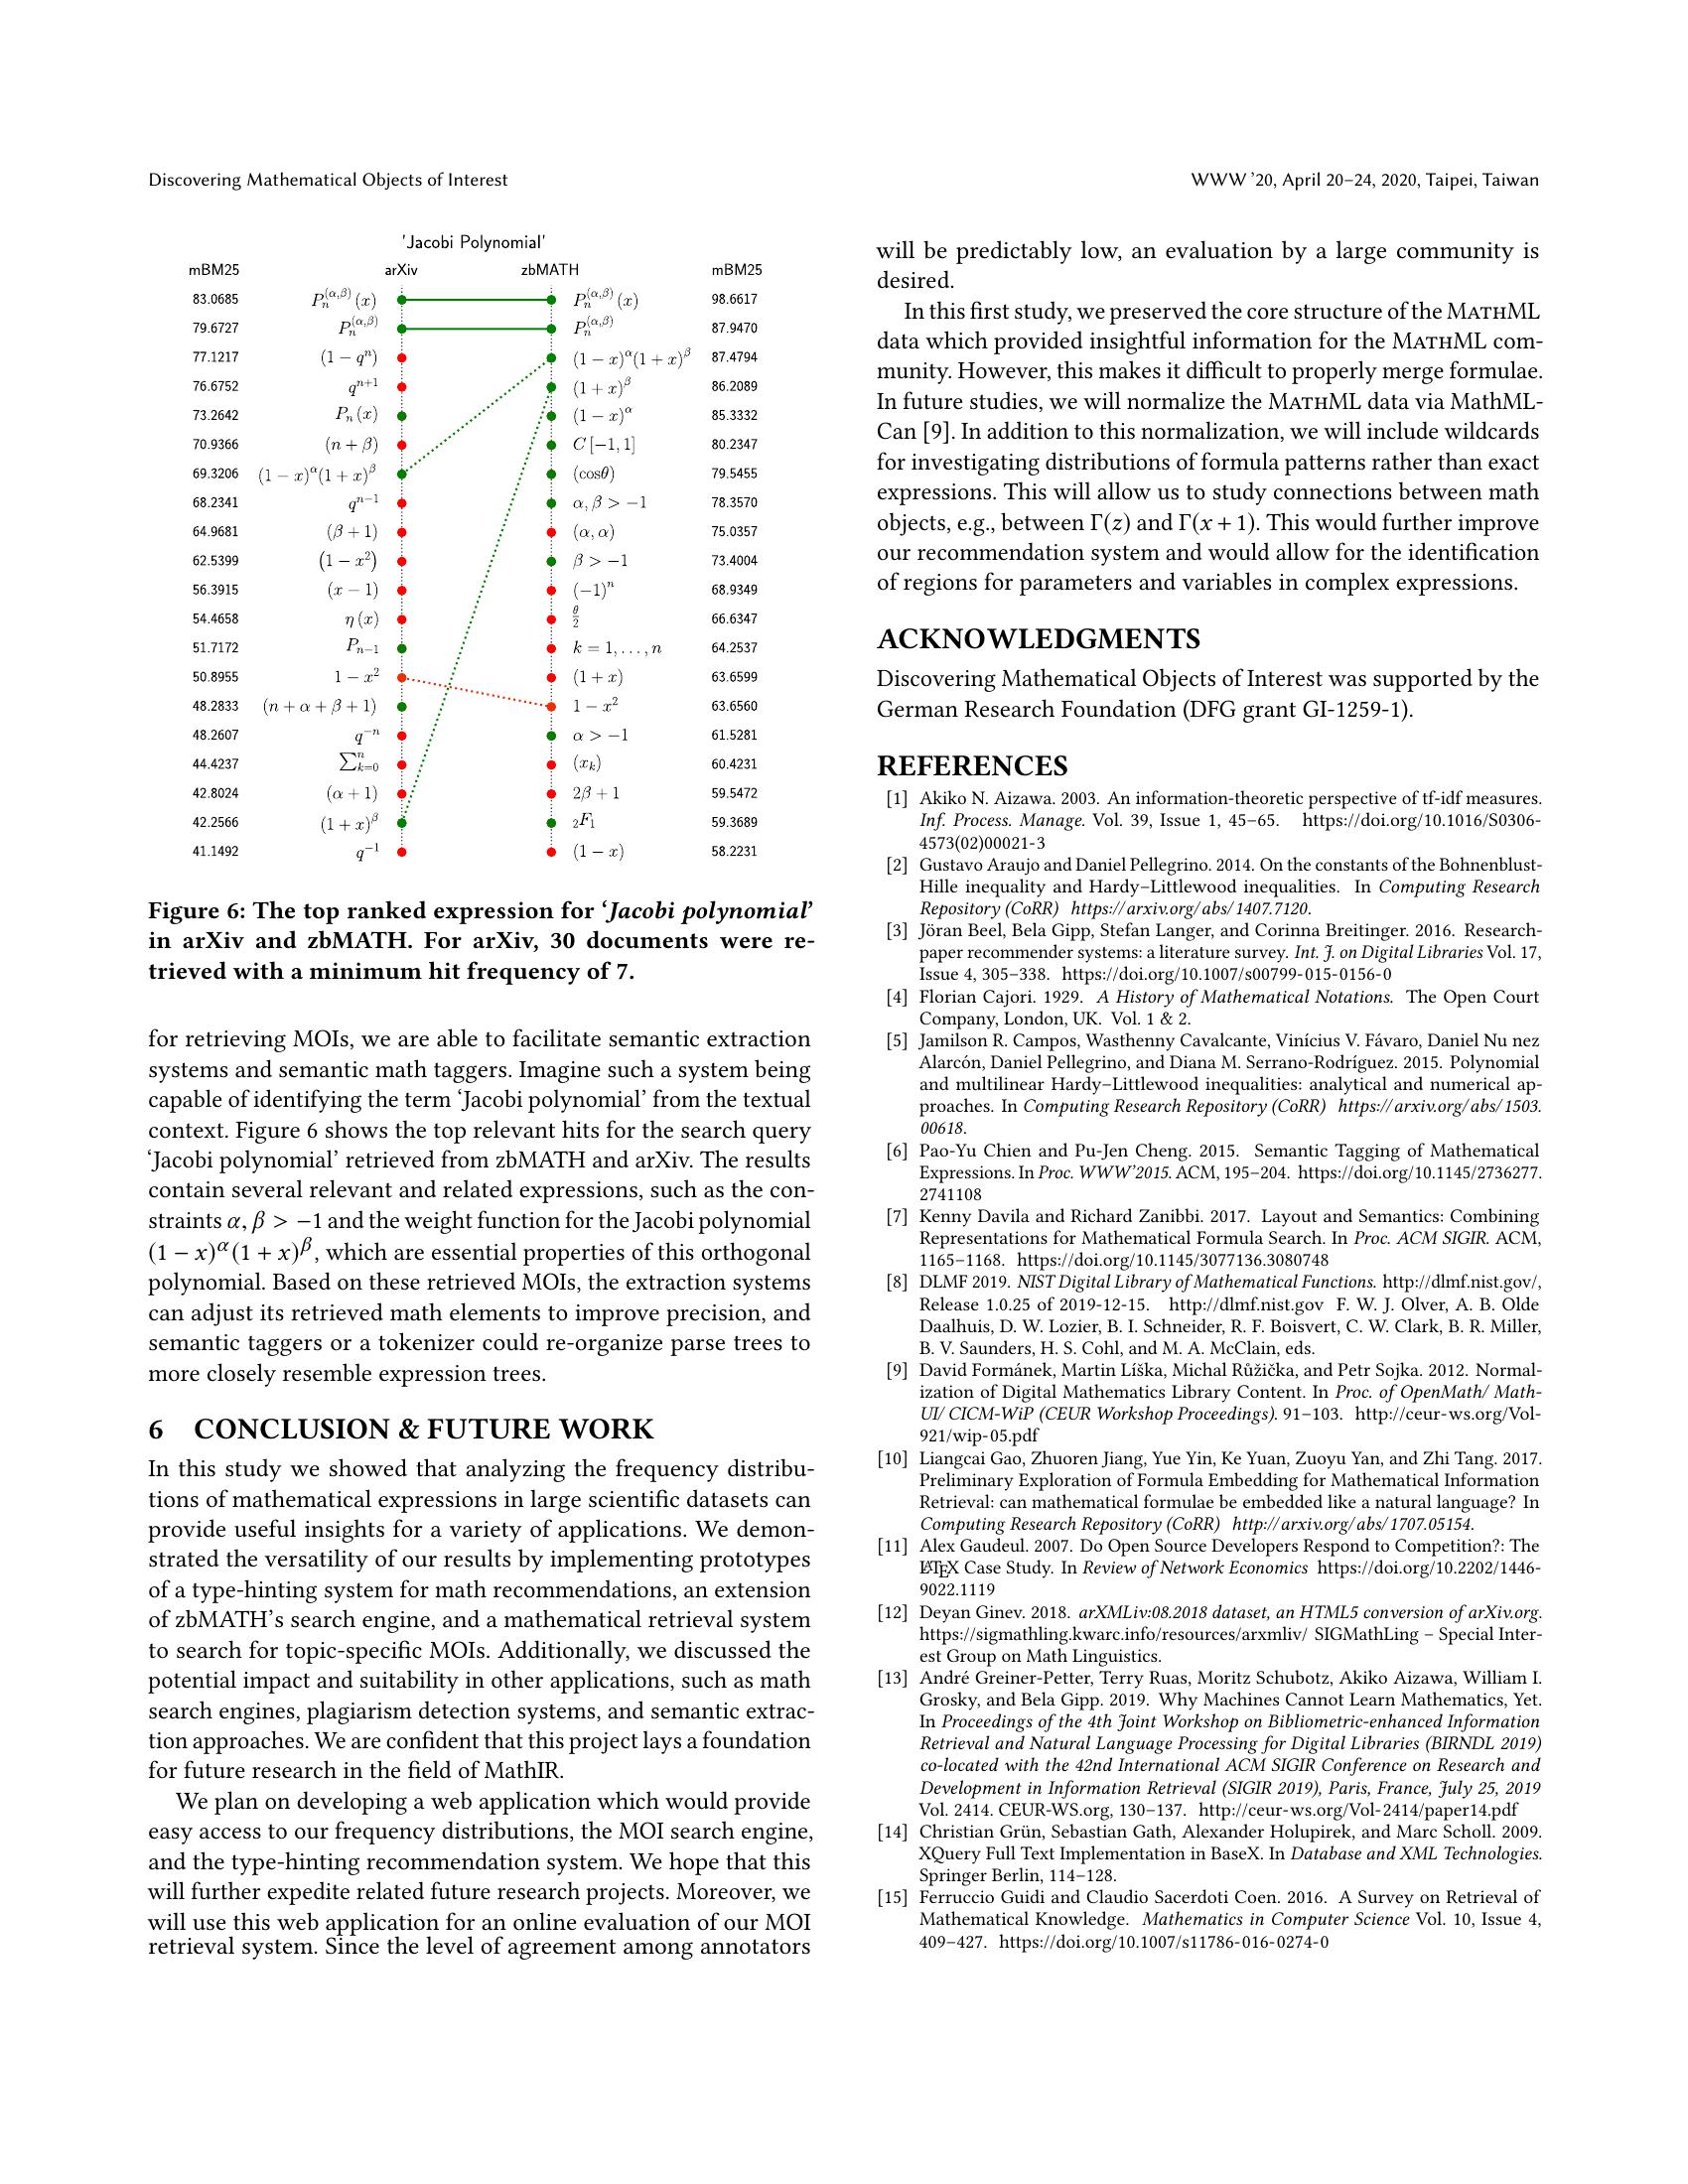 Discovering Mathematical Objects of Interest
WWW ’20, April 20–24, 2020, Taipei, Taiwan
'Jacobi Polynomial'
mBM25 arXiv zbMATH mBM25
83.0685 P_n^{(α,β)}(x) P_n^{(α,β)}(x) 98.6617
79.6727 P_n^{(α,β)} P_n^{(α,β)} 87.9470
77.1217 (1 − q^n) (1 − x)^α(1 + x)^β 87.4794
76.6752 q^{n+1} (1 + x)^β 86.2089
73.2642 P_n(x) (1 − x)^α 85.3332
70.9366 (n + β) C[−1, 1] 80.2347
69.3206 (1 − x)^α(1 + x)^β (cosθ) 79.5455
68.2341 q^{n−1} α, β > −1 78.3570
64.9681 (β + 1) (α, α) 75.0357
62.5399 (1 − x^2) β > −1 73.4004
56.3915 (x − 1) (−1)^n 68.9349
54.4658 η(x) θ/2 66.6347
51.7172 P_{n−1} k = 1, . . . , n 64.2537
50.8955 1 − x^2 (1 + x) 63.6599
48.2833 (n + α + β + 1) 1 − x^2 63.6560
48.2607 q^{−n} α > −1 61.5281
44.4237 ∑_{k=0}^n (x_k) 60.4231
42.8024 (α + 1) 2β + 1 59.5472
42.2566 (1 + x)^β _2F_1 59.3689
41.1492 q^{−1} (1 − x) 58.2231
Figure 6: The top ranked expression for ‘Jacobi polynomial’
in arXiv and zbMATH. For arXiv, 30 documents were re-
trieved with a minimum hit frequency of 7.
for retrieving MOIs, we are able to facilitate semantic extraction
systems and semantic math taggers. Imagine such a system being
capable of identifying the term ‘Jacobi polynomial’ from the textual
context. Figure 6 shows the top relevant hits for the search query
‘Jacobi polynomial’ retrieved from zbMATH and arXiv. The results
contain several relevant and related expressions, such as the con-
straints α, β > −1 and the weight function for the Jacobi polynomial
(1 − x)^α(1 + x)^β, which are essential properties of this orthogonal
polynomial. Based on these retrieved MOIs, the extraction systems
can adjust its retrieved math elements to improve precision, and
semantic taggers or a tokenizer could re-organize parse trees to
more closely resemble expression trees.
6 CONCLUSION & FUTURE WORK
In this study we showed that analyzing the frequency distribu-
tions of mathematical expressions in large scientific datasets can
provide useful insights for a variety of applications. We demon-
strated the versatility of our results by implementing prototypes
of a type-hinting system for math recommendations, an extension
of zbMATH’s search engine, and a mathematical retrieval system
to search for topic-specific MOIs. Additionally, we discussed the
potential impact and suitability in other applications, such as math
search engines, plagiarism detection systems, and semantic extrac-
tion approaches. We are confident that this project lays a foundation
for future research in the field of MathIR.
We plan on developing a web application which would provide
easy access to our frequency distributions, the MOI search engine,
and the type-hinting recommendation system. We hope that this
will further expedite related future research projects. Moreover, we
will use this web application for an online evaluation of our MOI
retrieval system. Since the level of agreement among annotators
will be predictably low, an evaluation by a large community is
desired.
In this first study, we preserved the core structure of the MathML
data which provided insightful information for the MathML com-
munity. However, this makes it difficult to properly merge formulae.
In future studies, we will normalize the MathML data via MathML-
Can [9]. In addition to this normalization, we will include wildcards
for investigating distributions of formula patterns rather than exact
expressions. This will allow us to study connections between math
objects, e.g., between Γ(z) and Γ(x + 1). This would further improve
our recommendation system and would allow for the identification
of regions for parameters and variables in complex expressions.
ACKNOWLEDGMENTS
Discovering Mathematical Objects of Interest was supported by the
German Research Foundation (DFG grant GI-1259-1).
REFERENCES
[1] Akiko N. Aizawa. 2003. An information-theoretic perspective of tf-idf measures.
Inf. Process. Manage. Vol. 39, Issue 1, 45–65. https://doi.org/10.1016/S0306-
4573(02)00021-3
[2] Gustavo Araujo and Daniel Pellegrino. 2014. On the constants of the Bohnenblust-
Hille inequality and Hardy–Littlewood inequalities. In Computing Research
Repository (CoRR) https://arxiv.org/abs/1407.7120.
[3] Jöran Beel, Bela Gipp, Stefan Langer, and Corinna Breitinger. 2016. Research-
paper recommender systems: a literature survey. Int. J. on Digital Libraries Vol. 17,
Issue 4, 305–338. https://doi.org/10.1007/s00799-015-0156-0
[4] Florian Cajori. 1929. A History of Mathematical Notations. The Open Court
Company, London, UK. Vol. 1 & 2.
[5] Jamilson R. Campos, Wasthenny Cavalcante, Vinícius V. Fávaro, Daniel Nu nez
Alarcón, Daniel Pellegrino, and Diana M. Serrano-Rodríguez. 2015. Polynomial
and multilinear Hardy–Littlewood inequalities: analytical and numerical ap-
proaches. In Computing Research Repository (CoRR) https://arxiv.org/abs/1503.
00618.
[6] Pao-Yu Chien and Pu-Jen Cheng. 2015. Semantic Tagging of Mathematical
Expressions. In Proc. WWW’2015. ACM, 195–204. https://doi.org/10.1145/2736277.
2741108
[7] Kenny Davila and Richard Zanibbi. 2017. Layout and Semantics: Combining
Representations for Mathematical Formula Search. In Proc. ACM SIGIR. ACM,
1165–1168. https://doi.org/10.1145/3077136.3080748
[8] DLMF 2019. NIST Digital Library of Mathematical Functions. http://dlmf.nist.gov/,
Release 1.0.25 of 2019-12-15. http://dlmf.nist.gov F. W. J. Olver, A. B. Olde
Daalhuis, D. W. Lozier, B. I. Schneider, R. F. Boisvert, C. W. Clark, B. R. Miller,
B. V. Saunders, H. S. Cohl, and M. A. McClain, eds.
[9] David Formánek, Martin Líška, Michal Růžička, and Petr Sojka. 2012. Normal-
ization of Digital Mathematics Library Content. In Proc. of OpenMath/ Math-
UI/ CICM-WiP (CEUR Workshop Proceedings). 91–103. http://ceur-ws.org/Vol-
921/wip-05.pdf
[10] Liangcai Gao, Zhuoren Jiang, Yue Yin, Ke Yuan, Zuoyu Yan, and Zhi Tang. 2017.
Preliminary Exploration of Formula Embedding for Mathematical Information
Retrieval: can mathematical formulae be embedded like a natural language? In
Computing Research Repository (CoRR) http://arxiv.org/abs/1707.05154.
[11] Alex Gaudeul. 2007. Do Open Source Developers Respond to Competition?: The
LATEX Case Study. In Review of Network Economics https://doi.org/10.2202/1446-
9022.1119
[12] Deyan Ginev. 2018. arXMLiv:08.2018 dataset, an HTML5 conversion of arXiv.org.
https://sigmathling.kwarc.info/resources/arxmliv/ SIGMathLing – Special Inter-
est Group on Math Linguistics.
[13] André Greiner-Petter, Terry Ruas, Moritz Schubotz, Akiko Aizawa, William I.
Grosky, and Bela Gipp. 2019. Why Machines Cannot Learn Mathematics, Yet.
In Proceedings of the 4th Joint Workshop on Bibliometric-enhanced Information
Retrieval and Natural Language Processing for Digital Libraries (BIRNDL 2019)
co-located with the 42nd International ACM SIGIR Conference on Research and
Development in Information Retrieval (SIGIR 2019), Paris, France, July 25, 2019
Vol. 2414. CEUR-WS.org, 130–137. http://ceur-ws.org/Vol-2414/paper14.pdf
[14] Christian Grün, Sebastian Gath, Alexander Holupirek, and Marc Scholl. 2009.
XQuery Full Text Implementation in BaseX. In Database and XML Technologies.
Springer Berlin, 114–128.
[15] Ferruccio Guidi and Claudio Sacerdoti Coen. 2016. A Survey on Retrieval of
Mathematical Knowledge. Mathematics in Computer Science Vol. 10, Issue 4,
409–427. https://doi.org/10.1007/s11786-016-0274-0